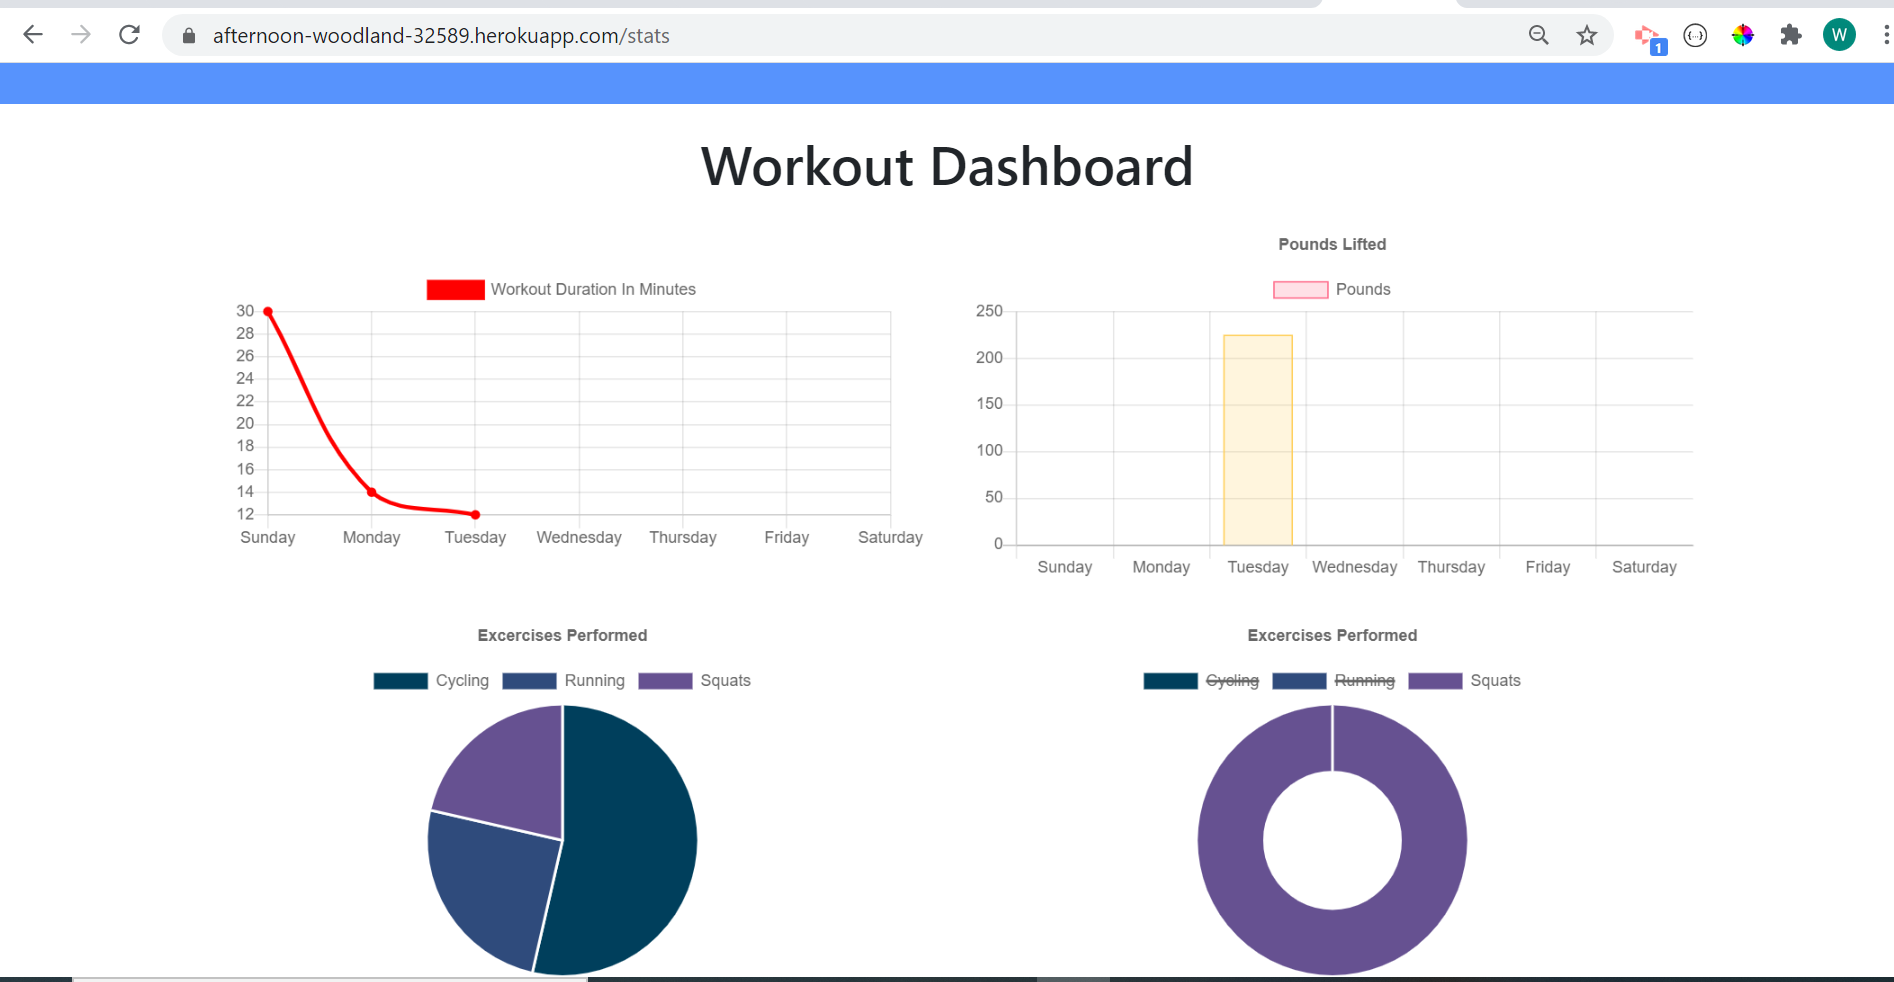 afternoon-woodland-32589.herokuapp.com/stats
1
W
Workout Dashboard
Workout Duration In Minutes
30
28
26
24
22
20
18
16
14
12
Sunday Monday Tuesday Wednesday Thursday Friday Saturday
Pounds Lifted
Pounds
250
200
150
100
50
0
Sunday Monday Tuesday Wednesday Thursday Friday Saturday
Excercises Performed
Cycling Running Squats
Excercises Performed
Cycling Running Squats